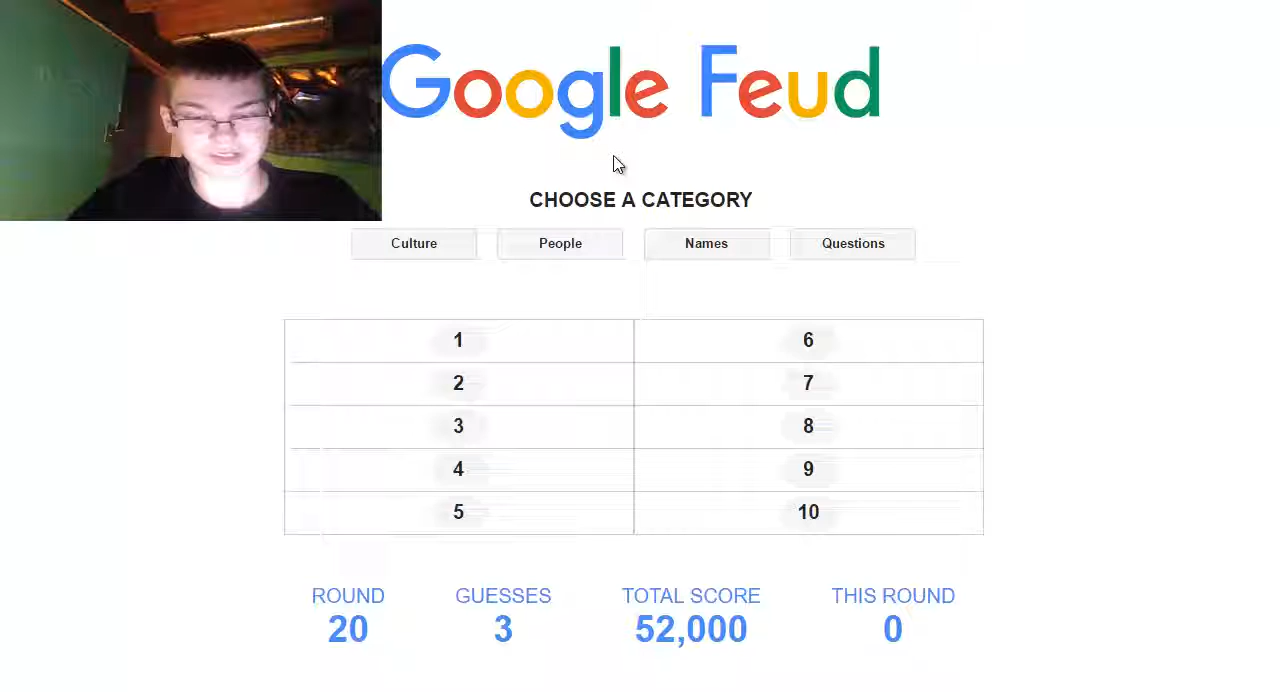 Google Feud
CHOOSE A CATEGORY
Culture People Names Questions
1 6
2 7
3 8
4 9
5 10
ROUND GUESSES TOTAL SCORE THIS ROUND
20 3 52,000 0